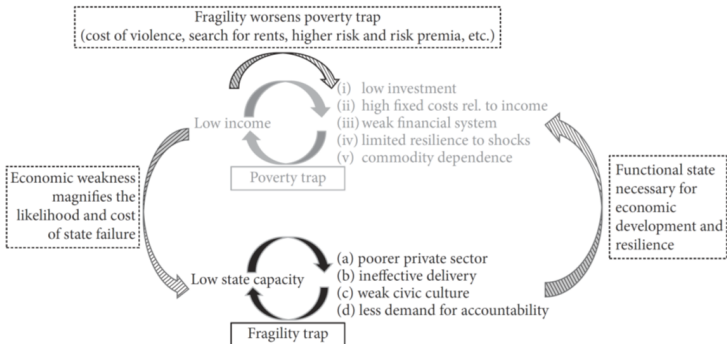 Fragility worsens poverty trap
(cost of violence, search for rents, higher risk and risk premia, etc.)
Low income
(i) low investment
(ii) high fixed costs rel. to income
(iii) weak financial system
(iv) limited resilience to shocks
(v) commodity dependence
Poverty trap
Economic weakness
magnifies the
likelihood and cost
of state failure
Functional state
necessary for
economic
development and
resilience
Low state capacity
(a) poorer private sector
(b) ineffective delivery
(c) weak civic culture
(d) less demand for accountability
Fragility trap